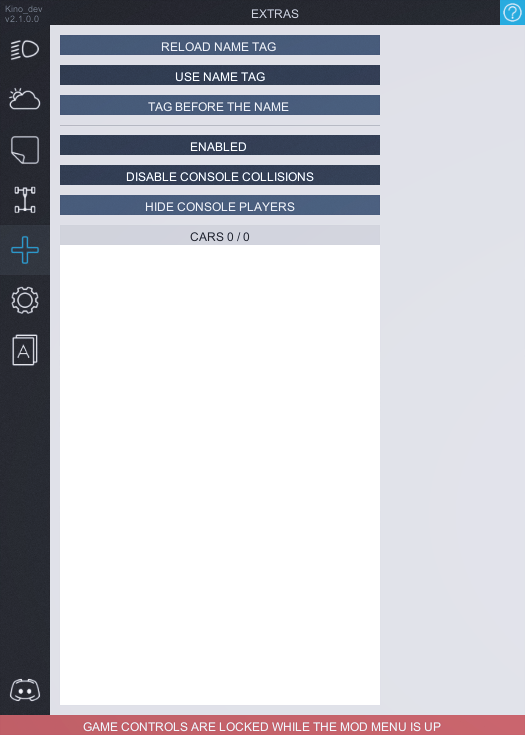 Kino_dev
v2.1.0.0
EXTRAS
?
RELOAD NAME TAG
USE NAME TAG
TAG BEFORE THE NAME
ENABLED
DISABLE CONSOLE COLLISIONS
HIDE CONSOLE PLAYERS
CARS 0 / 0
A
GAME CONTROLS ARE LOCKED WHILE THE MOD MENU IS UP